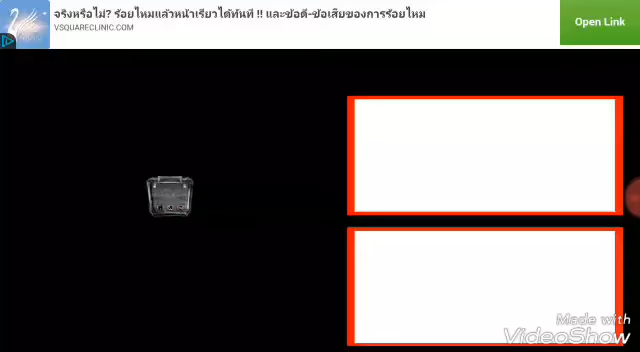 จริงหรือไม่? ร้อยไหมแล้วหน้าเรียวได้ทันที !! และข้อดี-ข้อเสียของการร้อยไหม
VSQUARECLINIC.COM
Open Link
Made with
VideoShow